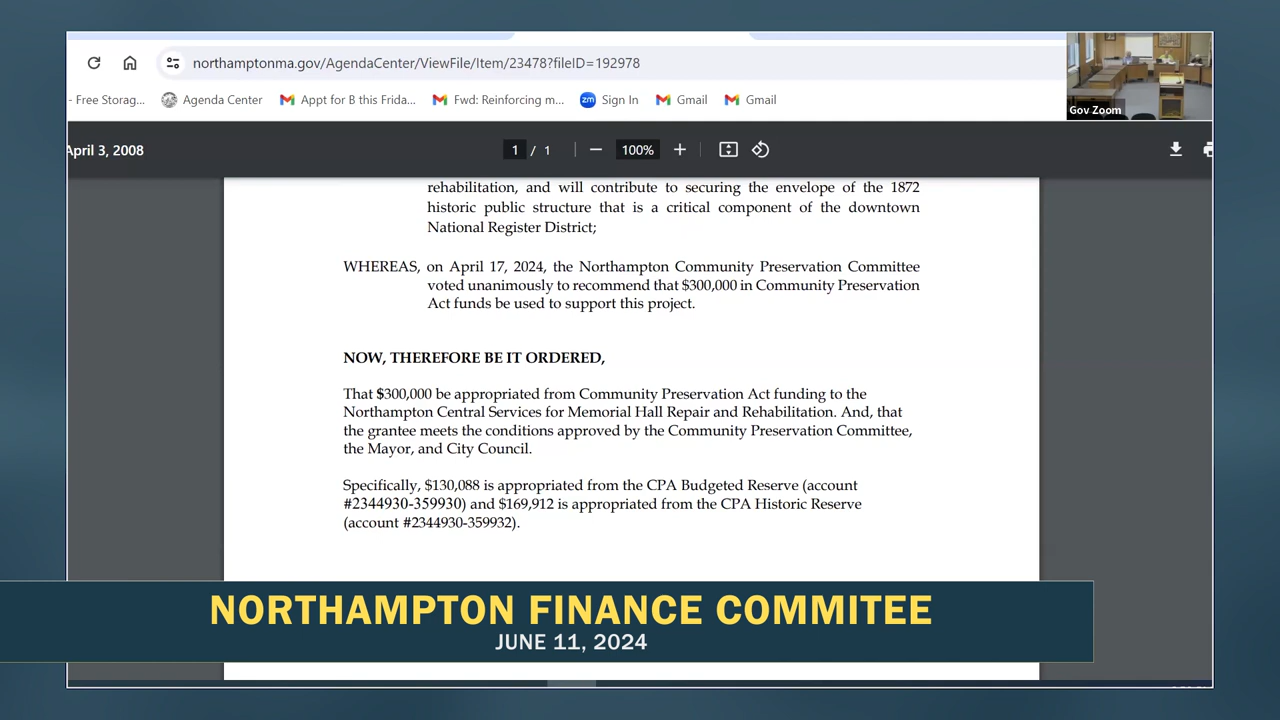 northamptonma.gov/AgendaCenter/ViewFile/Item/23478?fileID=192978
- Free Storag... Agenda Center Appt for B this Frida... Fwd: Reinforcing m... zm Sign In Gmail Gmail
Gov Zoom
April 3, 2008 1 / 1 100%
rehabilitation, and will contribute to securing the envelope of the 1872
historic public structure that is a critical component of the downtown
National Register District;
WHEREAS, on April 17, 2024, the Northampton Community Preservation Committee
voted unanimously to recommend that $300,000 in Community Preservation
Act funds be used to support this project.
NOW, THEREFORE BE IT ORDERED,
That $300,000 be appropriated from Community Preservation Act funding to the
Northampton Central Services for Memorial Hall Repair and Rehabilitation. And, that
the grantee meets the conditions approved by the Community Preservation Committee,
the Mayor, and City Council.
Specifically, $130,088 is appropriated from the CPA Budgeted Reserve (account
#2344930-359930) and $169,912 is appropriated from the CPA Historic Reserve
(account #2344930-359932).
NORTHAMPTON FINANCE COMMITEE
JUNE 11, 2024